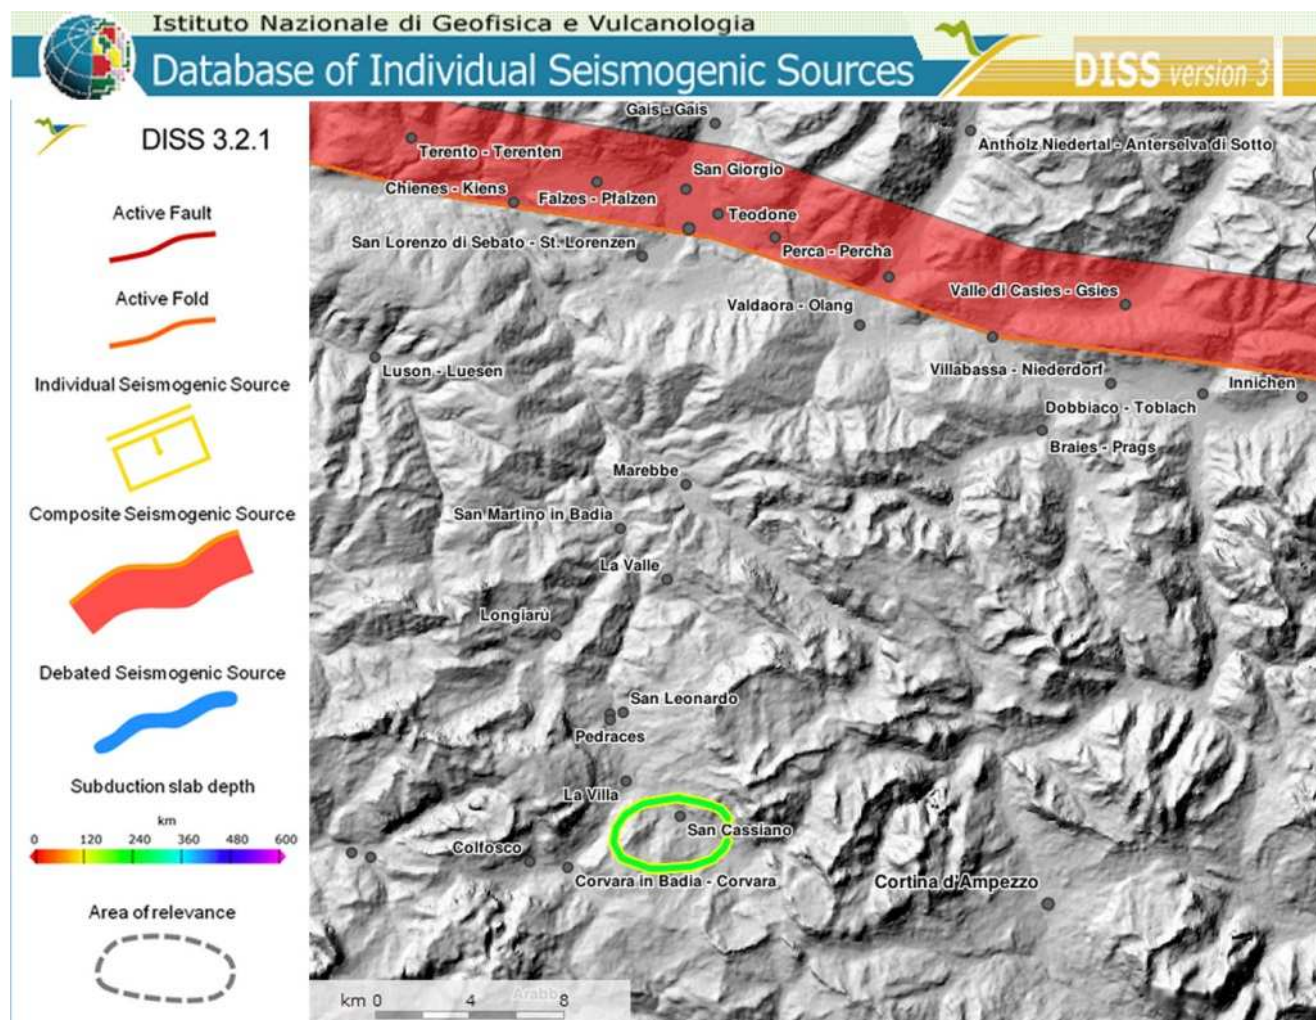 Istituto Nazionale di Geofisica e Vulcanologia
Database of Individual Seismogenic Sources
DISS version 3
DISS 3.2.1
Active Fault
Active Fold
Individual Seismogenic Source
Composite Seismogenic Source
Debated Seismogenic Source
Subduction slab depth
km
0 120 240 360 480 600
Area of relevance
Gais - Gais
Terento - Terenten
Antholz Niedertal - Anterselva di Sotto
San Giorgio
Chienes - Kiens
Falzes - Pfalzen
Teodone
San Lorenzo di Sebato - St. Lorenzen
Perca - Percha
Valle di Casies - Gsies
Valdaora - Olang
Luson - Luesen
Villabassa - Niederdorf
Innichen
Dobbiaco - Toblach
Braies - Prags
Marebbe
San Martino in Badia
La Valle
Longiarù
San Leonardo
Pedraces
La Villa
San Cassiano
Colfosco
Corvara in Badia - Corvara
Cortina d'Ampezzo
km 0 4 8